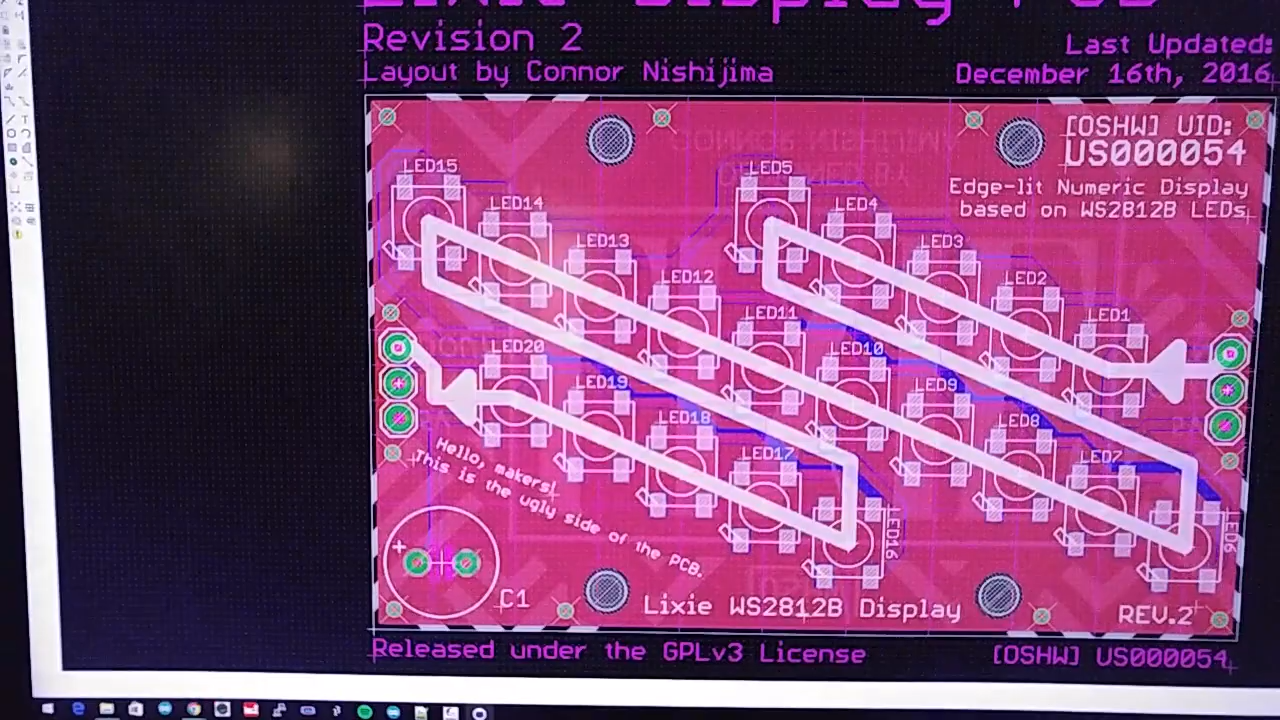 Lixie Display PCB
Revision 2
Last Updated:
Layout by Connor Nishijima
December 16th, 2016
[OSHW] UID:
US000054
Edge-lit Numeric Display
based on WS2812B LEDs
LED15
LED5
LED14
LED4
LED13
LED3
LED12
LED2
LED11
LED1
LED20
LED10
LED19
LED9
LED18
LED8
LED17
LED7
LED16
LED6
Hello, makers!
This is the ugly side of the PCB.
C1
Lixie WS2812B Display
REV.2
Released under the GPLv3 License
[OSHW] US000054